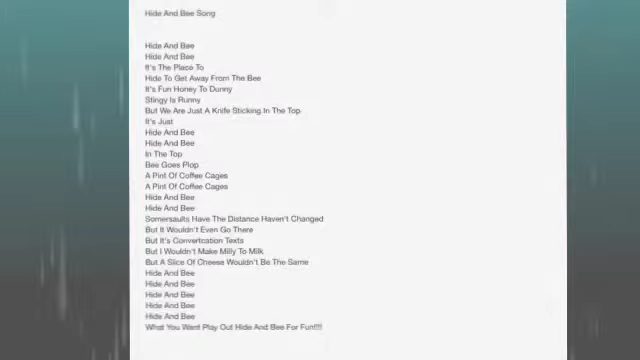 Hide And Bee Song
Hide And Bee
Hide And Bee
It's The Place To
Hide To Get Away From The Bee
It's Fun Honey To Dunny
Stingy Is Runny
But We Are Just A Knife Sticking In The Top
It's Just
Hide And Bee
Hide And Bee
In The Top
Bee Goes Plop
A Pint Of Coffee Cages
A Pint Of Coffee Cages
Hide And Bee
Hide And Bee
Somersaults Have The Distance Haven't Changed
But It Wouldn't Even Go There
But It's Convertcation Texts
But I Wouldn't Make Milly To Milk
But A Slice Of Cheese Wouldn't Be The Same
Hide And Bee
Hide And Bee
Hide And Bee
Hide And Bee
Hide And Bee
What You Want Play Out Hide And Bee For Fun!!!!